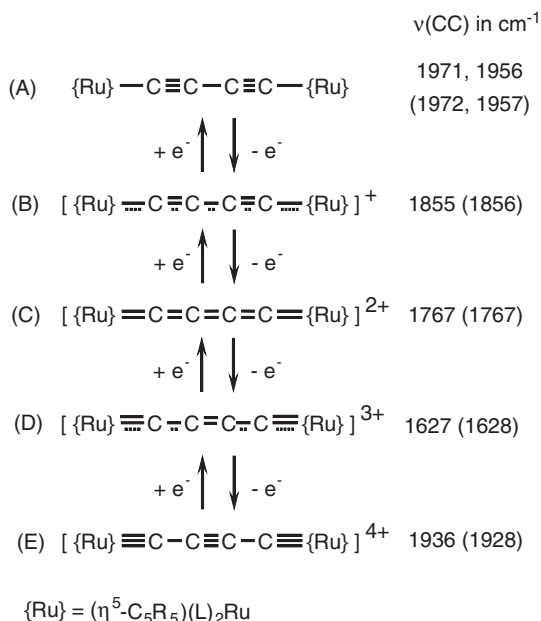 ν(CC) in cm⁻¹
(A) {Ru}—C≡C—C≡C—{Ru} 1971, 1956
(1972, 1957)
+ e⁻ - e⁻
(B) [ {Ru}—C≡C—C≡C—{Ru} ]⁺ 1855 (1856)
+ e⁻ - e⁻
(C) [ {Ru}=C=C=C=C={Ru} ]²⁺ 1767 (1767)
+ e⁻ - e⁻
(D) [ {Ru}≡C—C=C—C≡{Ru} ]³⁺ 1627 (1628)
+ e⁻ - e⁻
(E) [ {Ru}≡C—C≡C—C≡{Ru} ]⁴⁺ 1936 (1928)
{Ru} = (η⁵-C₅R₅)(L)₂Ru